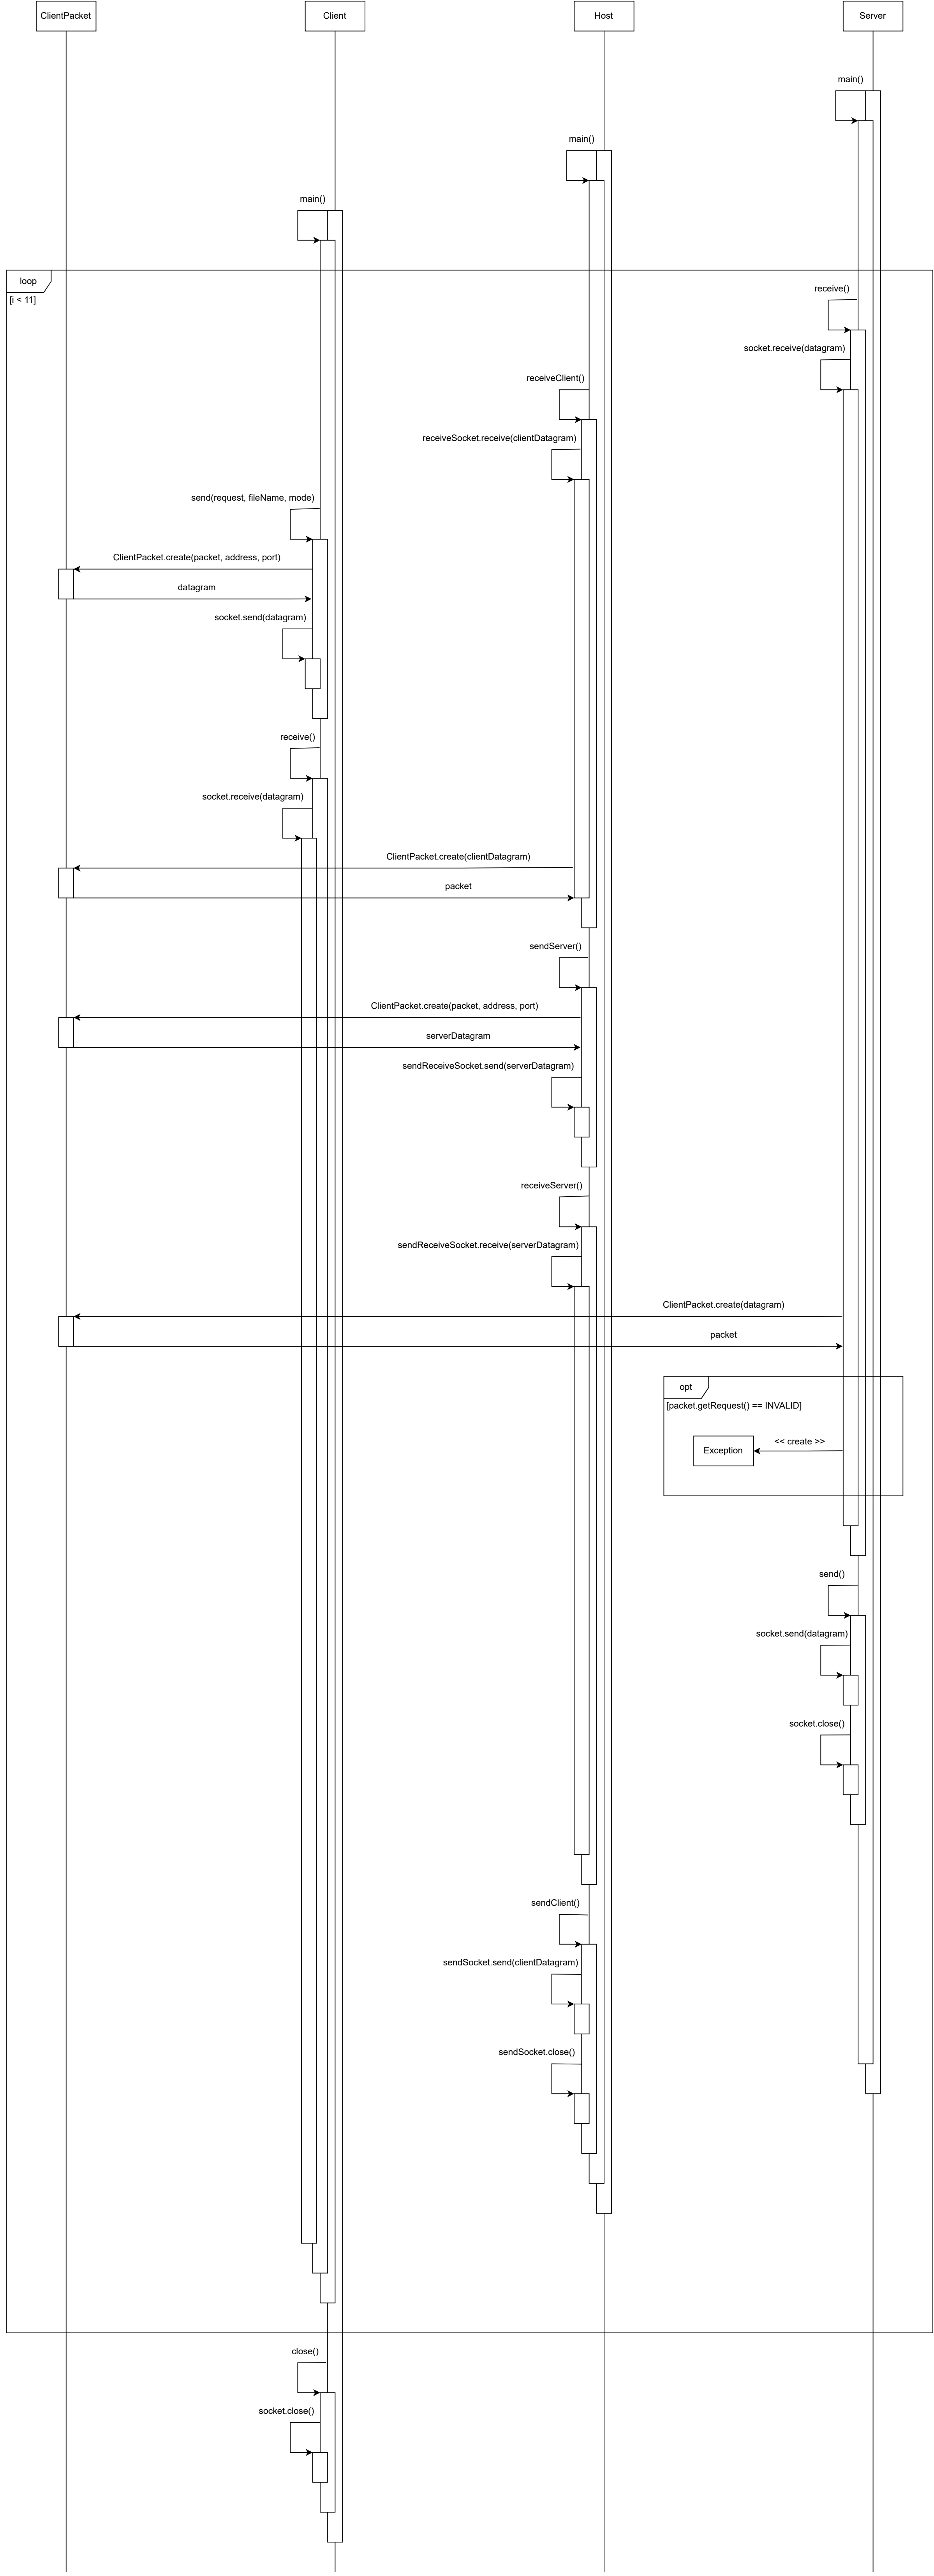 ClientPacket
Client
Host
Server
main()
main()
main()
loop
[i < 11]
receive()
socket.receive(datagram)
receiveClient()
receiveSocket.receive(clientDatagram)
send(request, fileName, mode)
ClientPacket.create(packet, address, port)
datagram
socket.send(datagram)
receive()
socket.receive(datagram)
ClientPacket.create(clientDatagram)
packet
sendServer()
ClientPacket.create(packet, address, port)
serverDatagram
sendReceiveSocket.send(serverDatagram)
receiveServer()
sendReceiveSocket.receive(serverDatagram)
ClientPacket.create(datagram)
packet
opt
[packet.getRequest() == INVALID]
<< create >>
Exception
send()
socket.send(datagram)
socket.close()
sendClient()
sendSocket.send(clientDatagram)
sendSocket.close()
close()
socket.close()